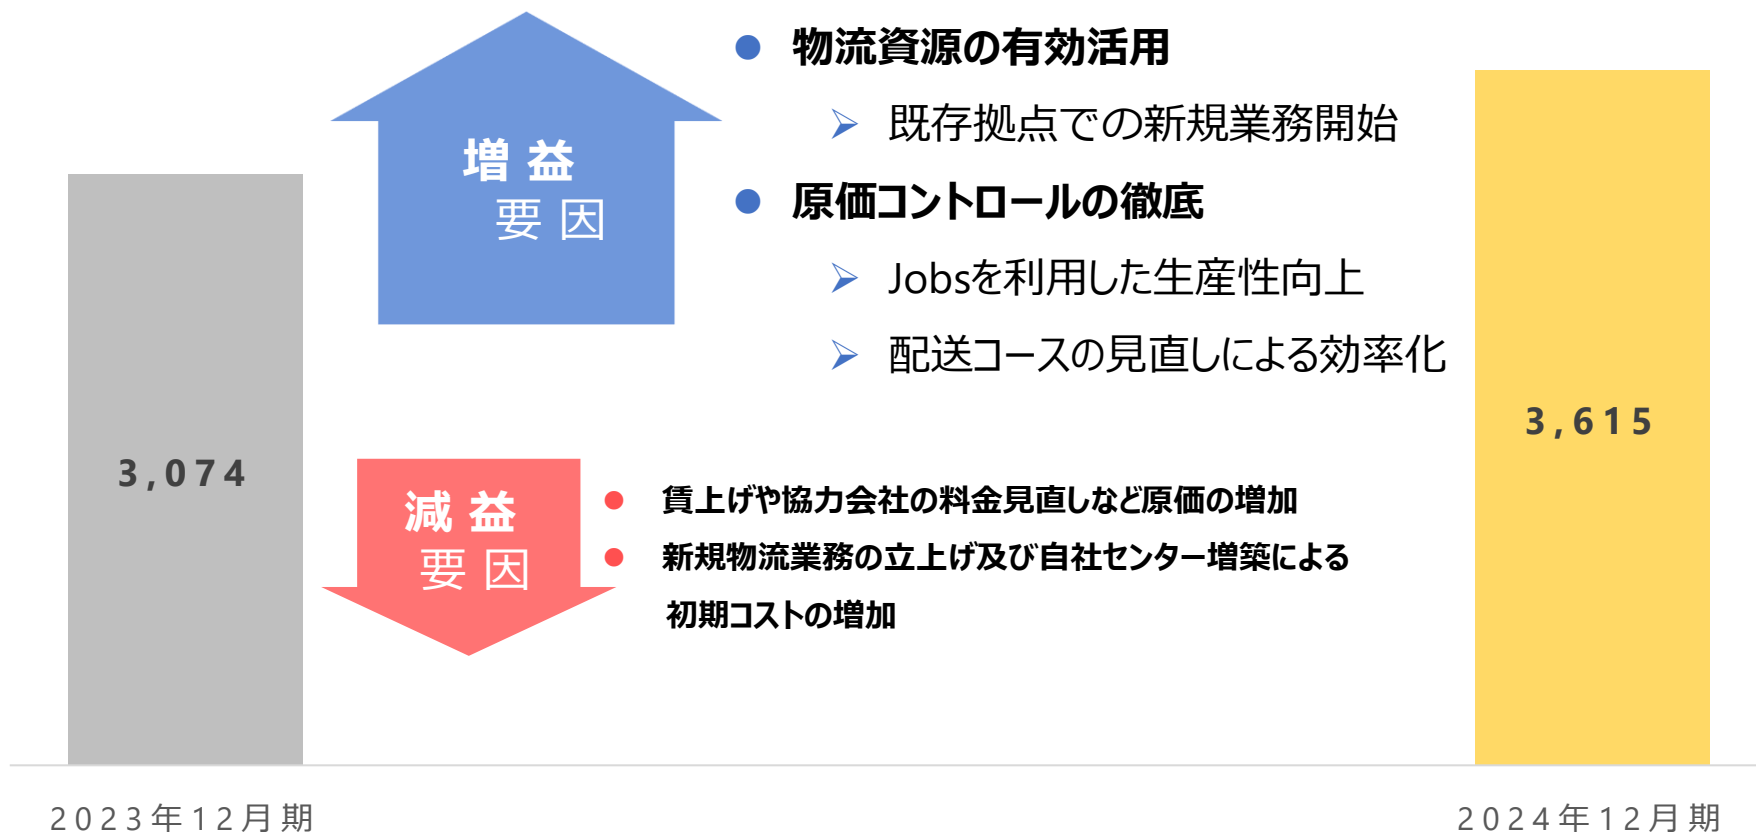 物流資源の有効活用
既存拠点での新規業務開始
増益
要因
原価コントロールの徹底
Jobsを利用した生産性向上
配送コースの見直しによる効率化
3,074
3,615
減益
要因
賃上げや協力会社の料金見直しなど原価の増加
新規物流業務の立上げ及び自社センター増築による
初期コストの増加
2023年12月期
2024年12月期